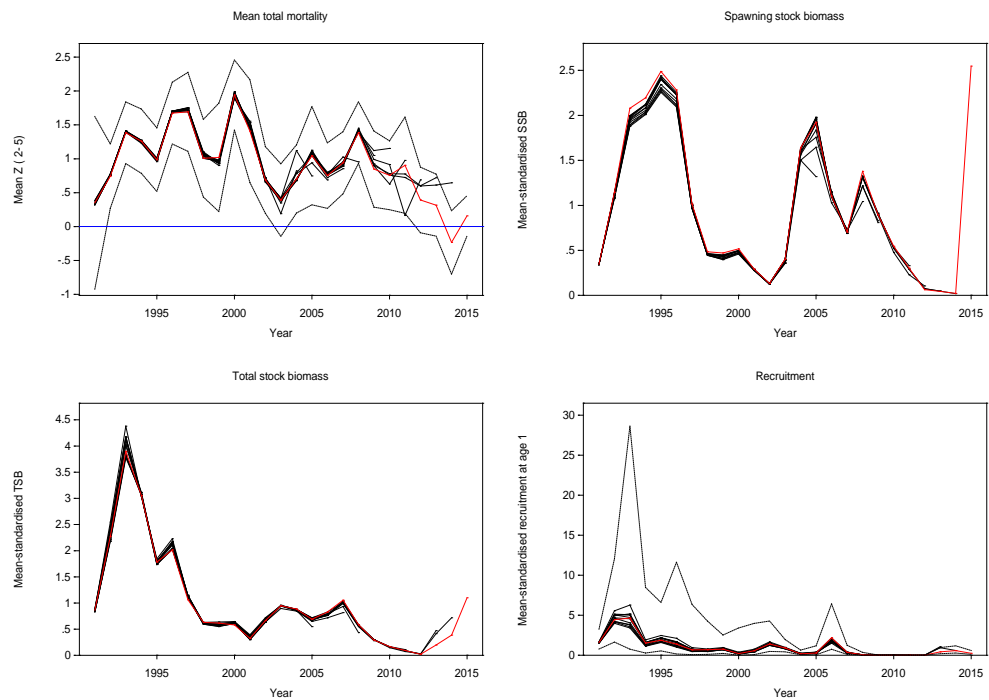 Mean total mortality
Mean Z ( 2- 5)
2.5
2
1.5
1
.5
0
-.5
-1
1995 2000 2005 2010 2015
Year
Spawning stock biomass
Mean-standardised SSB
2.5
2
1.5
1
.5
0
1995 2000 2005 2010 2015
Year
Total stock biomass
Mean-standardised TSB
4.5
4
3.5
3
2.5
2
1.5
1
.5
0
1995 2000 2005 2010 2015
Year
Recruitment
Mean-standardised recruitment at age 1
30
25
20
15
10
5
0
1995 2000 2005 2010 2015
Year